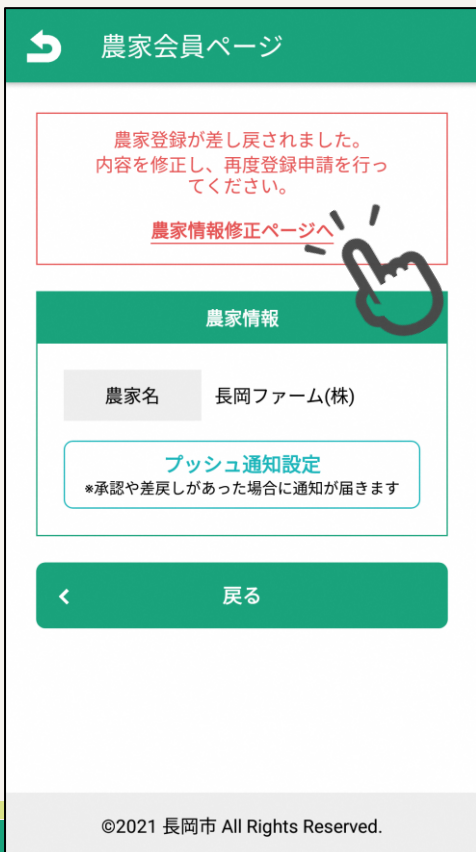 農家会員ページ
農家登録が差し戻されました。
内容を修正し、再度登録申請を行っ
てください。
農家情報修正ページへ
農家情報
農家名 長岡ファーム(株)
プッシュ通知設定
*承認や差戻しがあった場合に通知が届きます
戻る
©2021 長岡市 All Rights Reserved.